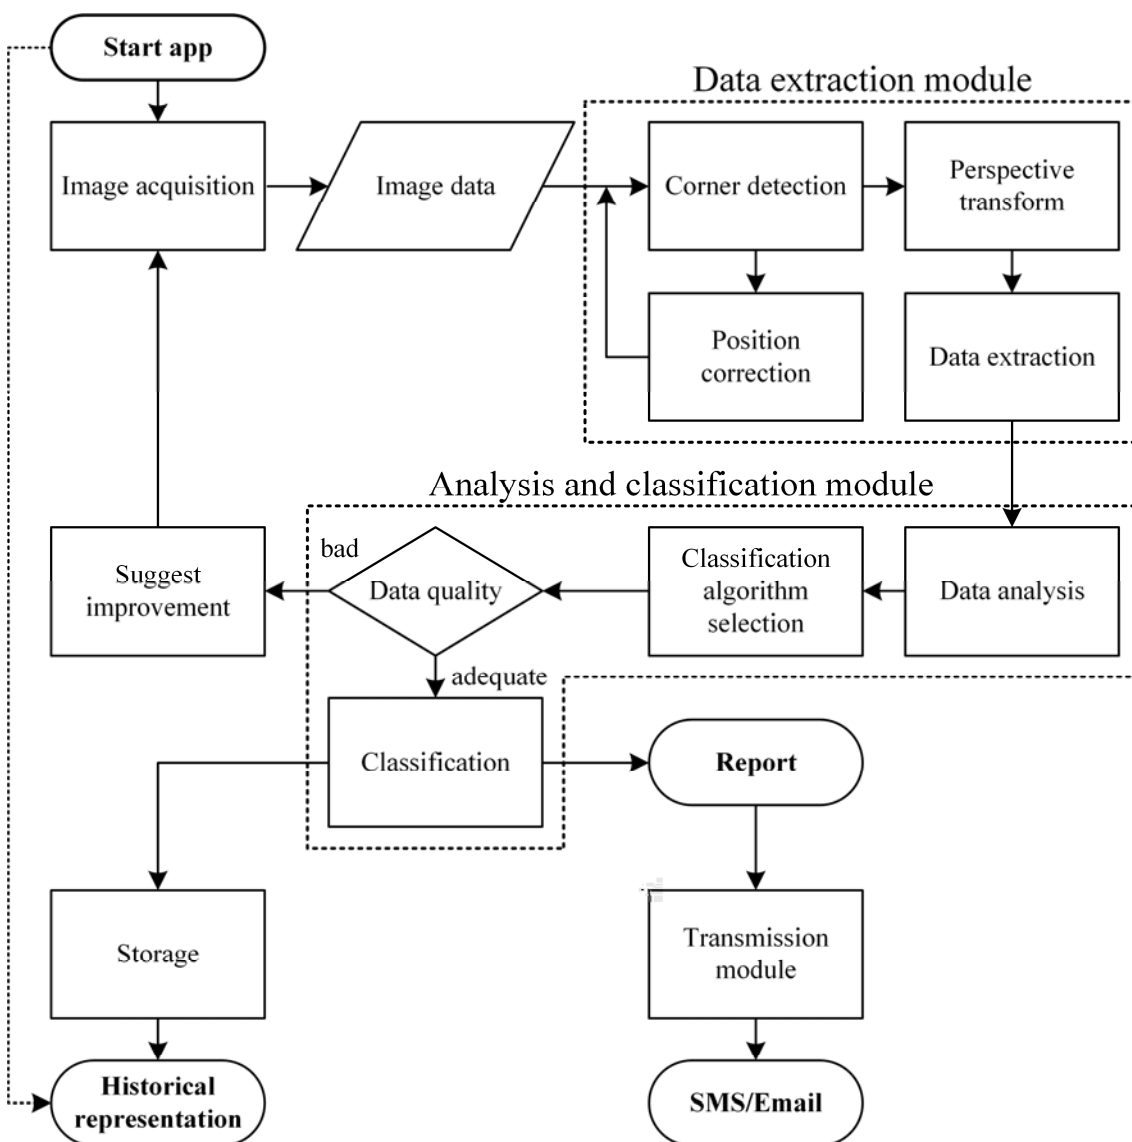 Start app
Data extraction module
Image acquisition
Image data
Corner detection
Perspective
transform
Position
correction
Data extraction
Analysis and classification module
Suggest
improvement
bad
Data quality
Classification
algorithm
selection
Data analysis
adequate
Classification
Report
Storage
Transmission
module
Historical
representation
SMS/Email